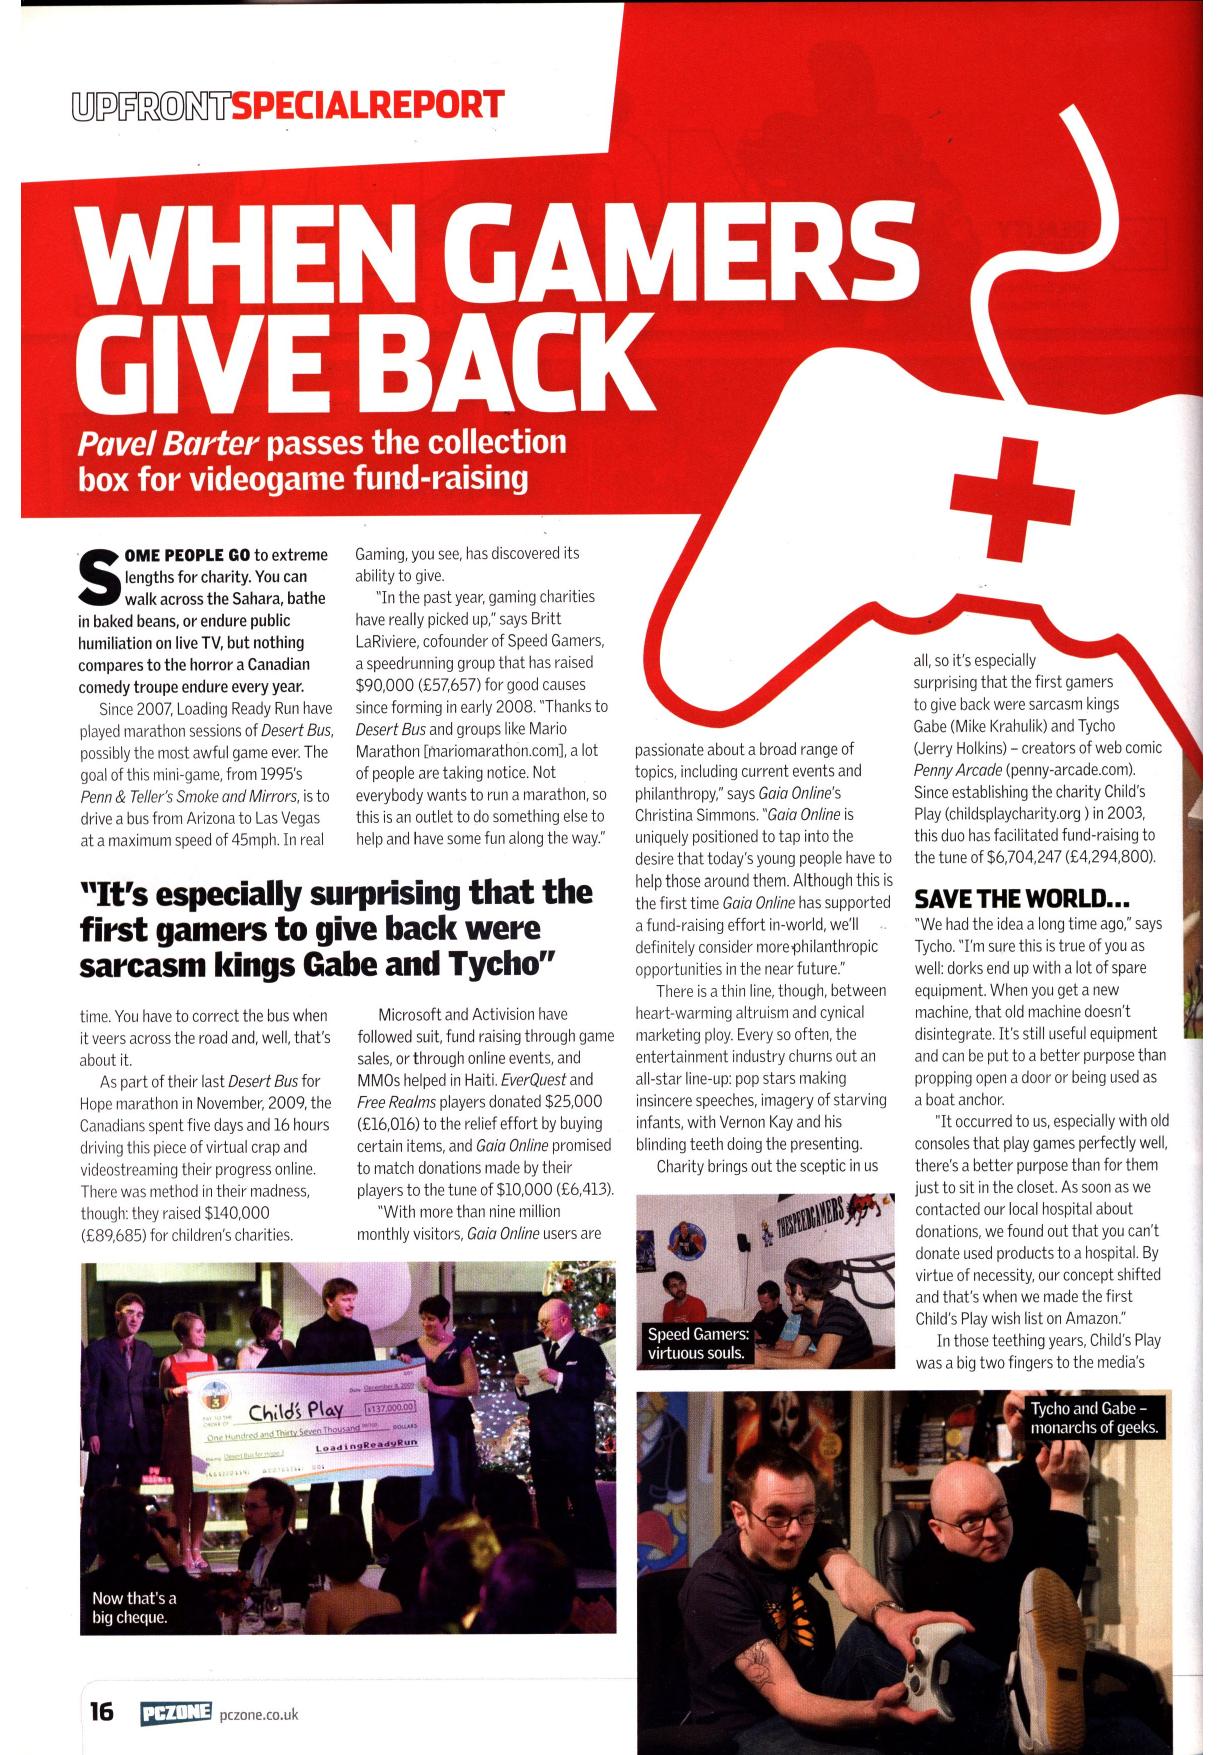 UPFRONTSPECIALREPORT
WHEN GAMERS
GIVE BACK
Pavel Barter passes the collection
box for videogame fund-raising
SOME PEOPLE GO to extreme
lengths for charity. You can
walk across the Sahara, bathe
in baked beans, or endure public
humiliation on live TV, but nothing
compares to the horror a Canadian
comedy troupe endure every year.
Since 2007, Loading Ready Run have
played marathon sessions of Desert Bus,
possibly the most awful game ever. The
goal of this mini-game, from 1995's
Penn & Teller's Smoke and Mirrors, is to
drive a bus from Arizona to Las Vegas
at a maximum speed of 45mph. In real
"It's especially surprising that the
first gamers to give back were
sarcasm kings Gabe and Tycho"
time. You have to correct the bus when
it veers across the road and, well, that's
about it.
As part of their last Desert Bus for
Hope marathon in November, 2009, the
Canadians spent five days and 16 hours
driving this piece of virtual crap and
videostreaming their progress online.
There was method in their madness,
though: they raised $140,000
(£89,685) for children's charities.
Gaming, you see, has discovered its
ability to give.
"In the past year, gaming charities
have really picked up," says Britt
LaRiviere, cofounder of Speed Gamers,
a speedrunning group that has raised
$90,000 (£57,657) for good causes
since forming in early 2008. "Thanks to
Desert Bus and groups like Mario
Marathon [mariomarathon.com], a lot
of people are taking notice. Not
everybody wants to run a marathon, so
this is an outlet to do something else to
help and have some fun along the way."
Microsoft and Activision have
followed suit, fund raising through game
sales, or through online events, and
MMOs helped in Haiti. EverQuest and
Free Realms players donated $25,000
(£16,016) to the relief effort by buying
certain items, and Gaia Online promised
to match donations made by their
players to the tune of $10,000 (£6,413).
"With more than nine million
monthly visitors, Gaia Online users are
passionate about a broad range of
topics, including current events and
philanthropy," says Gaia Online's
Christina Simmons. "Gaia Online is
uniquely positioned to tap into the
desire that today's young people have to
help those around them. Although this is
the first time Gaia Online has supported
a fund-raising effort in-world, we'll
definitely consider more philanthropic
opportunities in the near future."
There is a thin line, though, between
heart-warming altruism and cynical
marketing ploy. Every so often, the
entertainment industry churns out an
all-star line-up: pop stars making
insincere speeches, imagery of starving
infants, with Vernon Kay and his
blinding teeth doing the presenting.
Charity brings out the sceptic in us
all, so it's especially
surprising that the first gamers
to give back were sarcasm kings
Gabe (Mike Krahulik) and Tycho
(Jerry Holkins) – creators of web comic
Penny Arcade (penny-arcade.com).
Since establishing the charity Child's
Play (childsplaycharity.org ) in 2003,
this duo has facilitated fund-raising to
the tune of $6,704,247 (£4,294,800).
SAVE THE WORLD...
"We had the idea a long time ago," says
Tycho. "I'm sure this is true of you as
well: dorks end up with a lot of spare
equipment. When you get a new
machine, that old machine doesn't
disintegrate. It's still useful equipment
and can be put to a better purpose than
propping open a door or being used as
a boat anchor.
"It occurred to us, especially with old
consoles that play games perfectly well,
there's a better purpose than for them
just to sit in the closet. As soon as we
contacted our local hospital about
donations, we found out that you can't
donate used products to a hospital. By
virtue of necessity, our concept shifted
and that's when we made the first
Child's Play wish list on Amazon."
In those teething years, Child's Play
was a big two fingers to the media's
Date December 8, 2009
PAY TO THE
ORDER OF Child's Play $137,000.00
One Hundred and Thirty Seven Thousand DOLLARS
Desert Bus for Hope 3 LoadingReadyRun
Now that's a
big cheque.
THESPEEDGAMERS
Speed Gamers:
virtuous souls.
Tycho and Gabe –
monarchs of geeks.
16 PCZONE pczone.co.uk